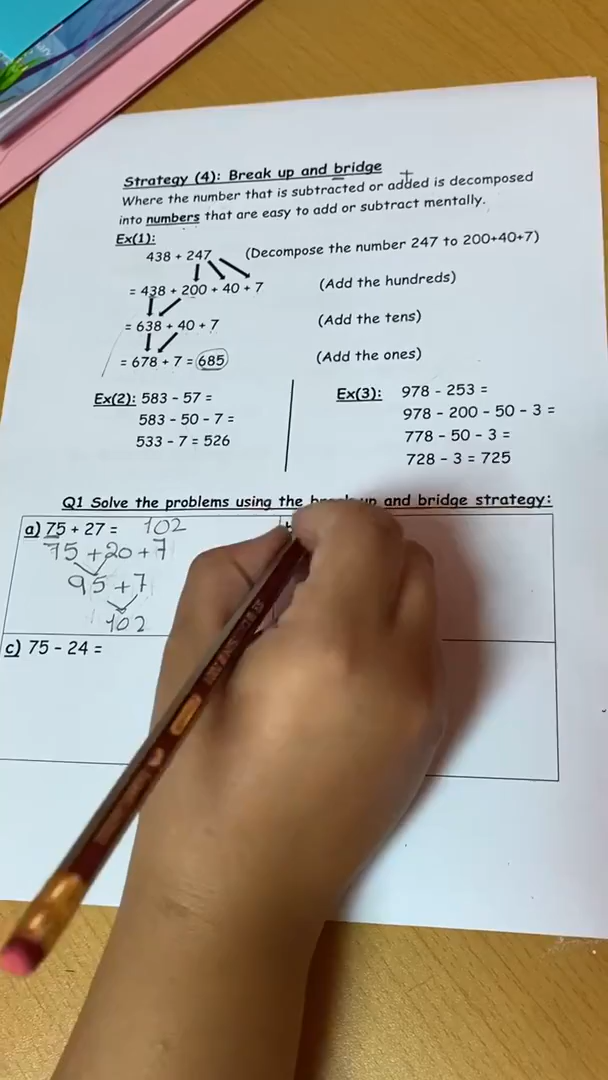 Strategy (4): Break up and bridge
Where the number that is subtracted or added is decomposed
into numbers that are easy to add or subtract mentally.
Ex(1):
438 + 247 (Decompose the number 247 to 200+40+7)
= 438 + 200 + 40 + 7 (Add the hundreds)
= 638 + 40 + 7 (Add the tens)
= 678 + 7 = 685 (Add the ones)
Ex(2): 583 - 57 =
583 - 50 - 7 =
533 - 7 = 526
Ex(3): 978 - 253 =
978 - 200 - 50 - 3 =
778 - 50 - 3 =
728 - 3 = 725
Q1 Solve the problems using the up and bridge strategy:
a) 75 + 27 = 102
75 + 20 + 7
95 + 7
102
c) 75 - 24 =